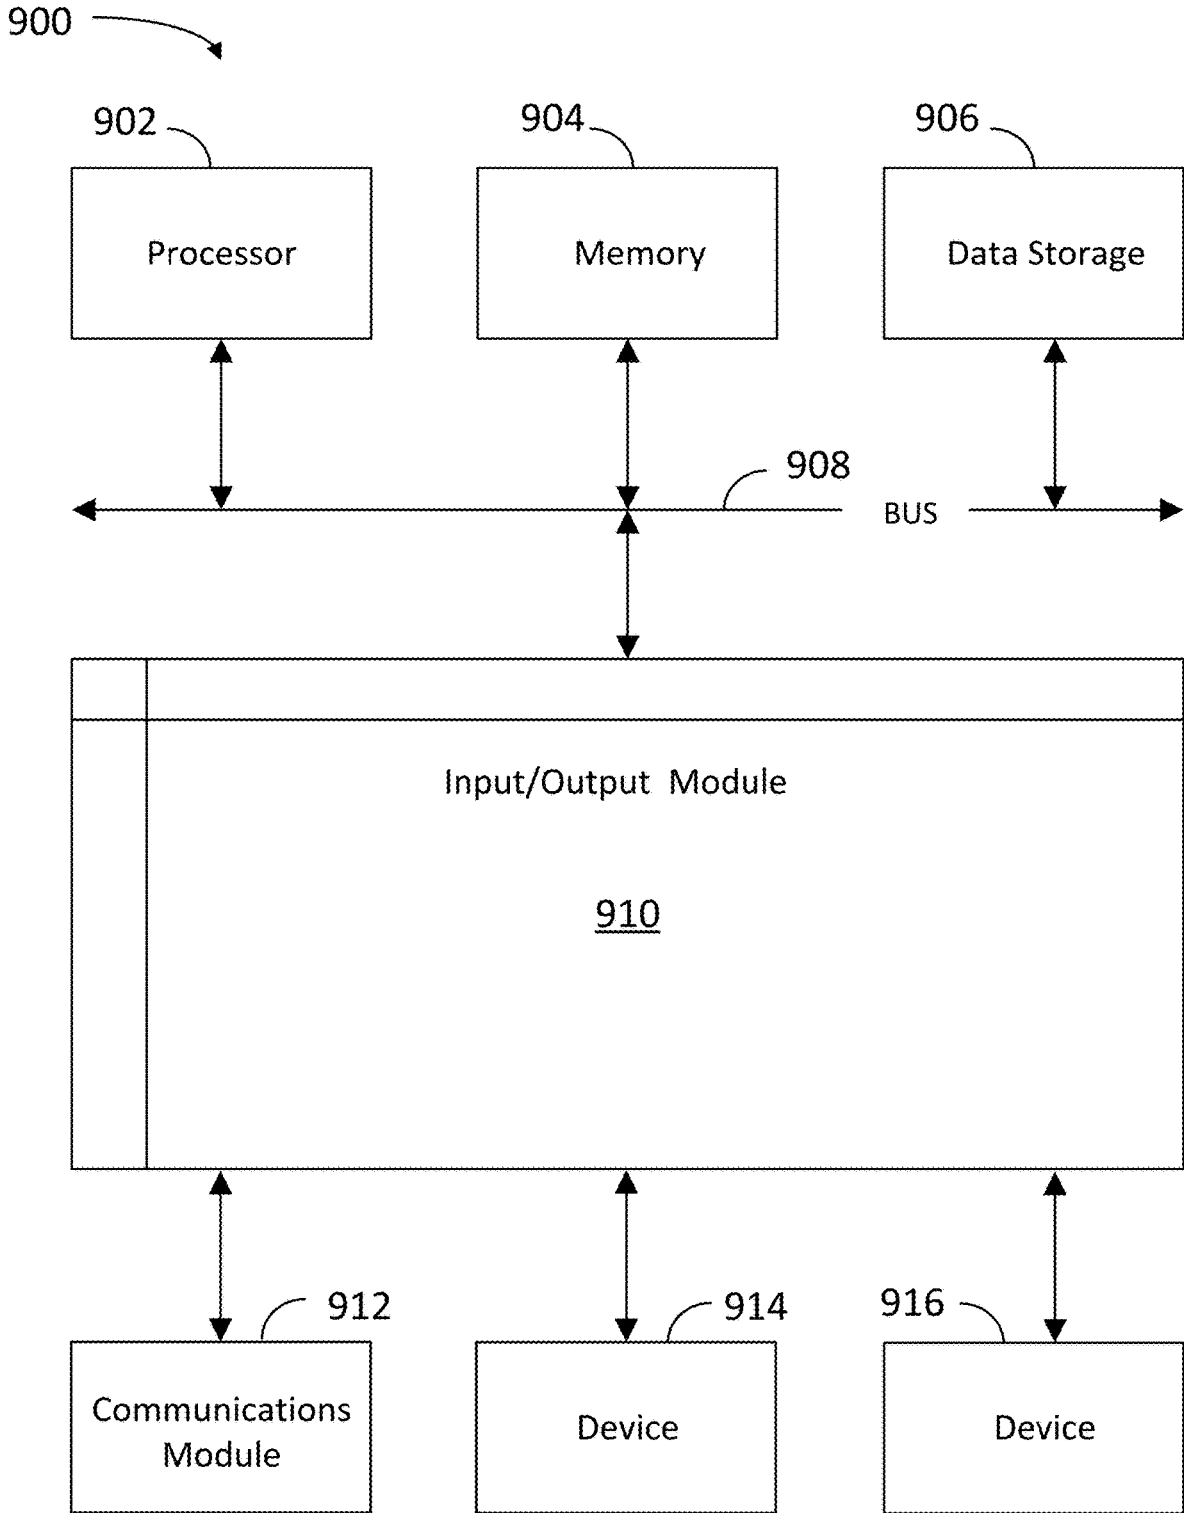 900
902
904
906
Processor
Memory
Data Storage
908
BUS
Input/Output Module
910
912
914
916
Communications
Module
Device
Device